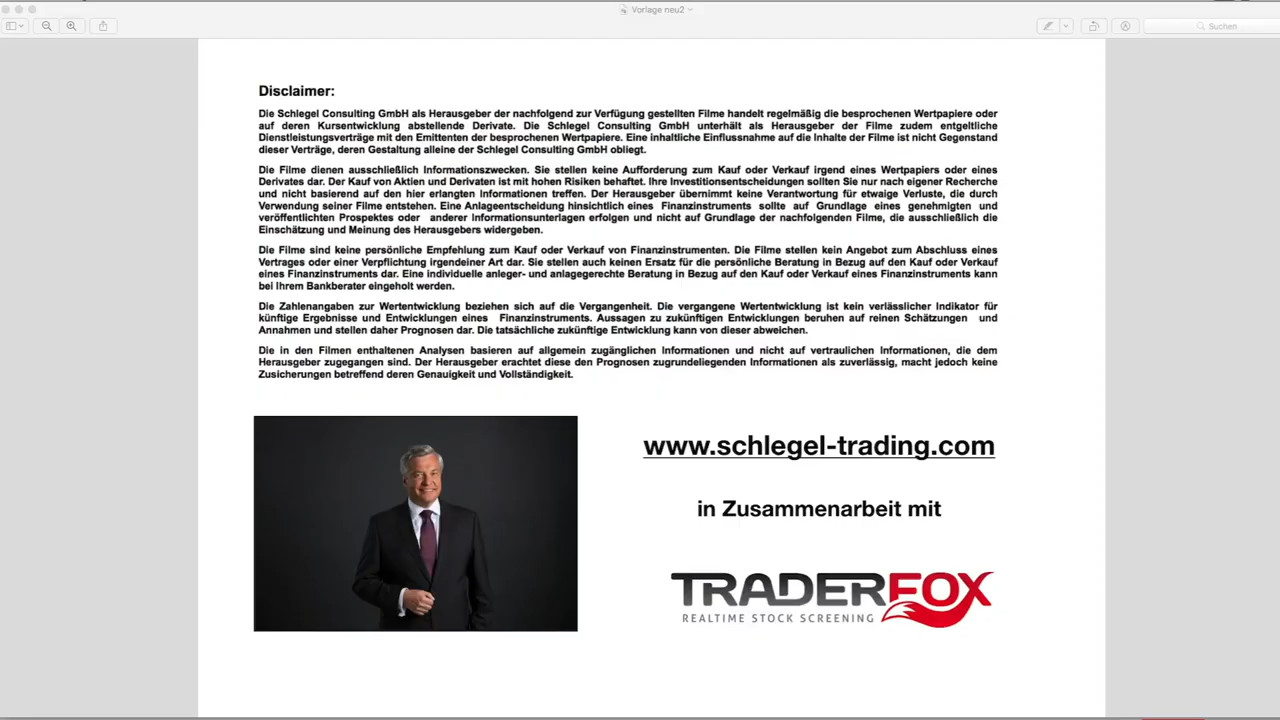 Vorlage neu2
Suchen
Disclaimer:
Die Schlegel Consulting GmbH als Herausgeber der nachfolgend zur Verfügung gestellten Filme handelt regelmäßig die besprochenen Wertpapiere oder
auf deren Kursentwicklung abstellende Derivate. Die Schlegel Consulting GmbH unterhält als Herausgeber der Filme zudem entgeltliche
Dienstleistungsverträge mit den Emittenten der besprochenen Wertpapiere. Eine inhaltliche Einflussnahme auf die Inhalte der Filme ist nicht Gegenstand
dieser Verträge, deren Gestaltung alleine der Schlegel Consulting GmbH obliegt.
Die Filme dienen ausschließlich Informationszwecken. Sie stellen keine Aufforderung zum Kauf oder Verkauf irgend eines Wertpapiers oder eines
Derivates dar. Der Kauf von Aktien und Derivaten ist mit hohen Risiken behaftet. Ihre Investitionsentscheidungen sollten Sie nur nach eigener Recherche
und nicht basierend auf den hier erlangten Informationen treffen. Der Herausgeber übernimmt keine Verantwortung für etwaige Verluste, die durch
Verwendung seiner Filme entstehen. Eine Anlageentscheidung hinsichtlich eines Finanzinstruments sollte auf Grundlage eines genehmigten und
veröffentlichten Prospektes oder anderer Informationsunterlagen erfolgen und nicht auf Grundlage der nachfolgenden Filme, die ausschließlich die
Einschätzung und Meinung des Herausgebers widergeben.
Die Filme sind keine persönliche Empfehlung zum Kauf oder Verkauf von Finanzinstrumenten. Die Filme stellen kein Angebot zum Abschluss eines
Vertrages oder einer Verpflichtung irgendeiner Art dar. Sie stellen auch keinen Ersatz für die persönliche Beratung in Bezug auf den Kauf oder Verkauf
eines Finanzinstruments dar. Eine individuelle anleger- und anlagegerechte Beratung in Bezug auf den Kauf oder Verkauf eines Finanzinstruments kann
bei Ihrem Bankberater eingeholt werden.
Die Zahlenangaben zur Wertentwicklung beziehen sich auf die Vergangenheit. Die vergangene Wertentwicklung ist kein verlässlicher Indikator für
künftige Ergebnisse und Entwicklungen eines Finanzinstruments. Aussagen zu zukünftigen Entwicklungen beruhen auf reinen Schätzungen und
Annahmen und stellen daher Prognosen dar. Die tatsächliche zukünftige Entwicklung kann von dieser abweichen.
Die in den Filmen enthaltenen Analysen basieren auf allgemein zugänglichen Informationen und nicht auf vertraulichen Informationen, die dem
Herausgeber zugegangen sind. Der Herausgeber erachtet diese den Prognosen zugrundeliegenden Informationen als zuverlässig, macht jedoch keine
Zusicherungen betreffend deren Genauigkeit und Vollständigkeit.
www.schlegel-trading.com
in Zusammenarbeit mit
TRADERFOX
REALTIME STOCK SCREENING